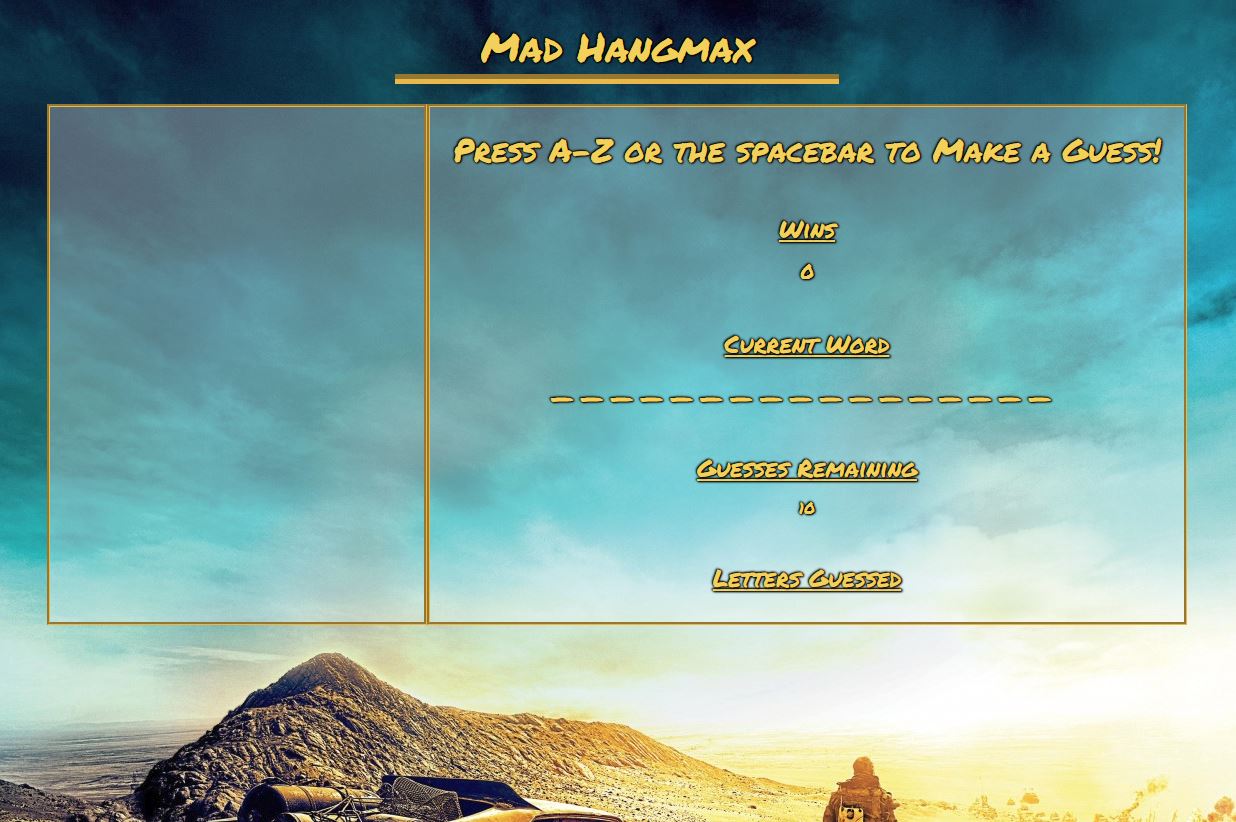 Mad Hangmax
Press A-Z or the spacebar to Make a Guess!
Wins
0
Current Word
_ _ _ _ _ _ _ _ _ _ _ _ _ _ _ _ _
Guesses Remaining
10
Letters Guessed